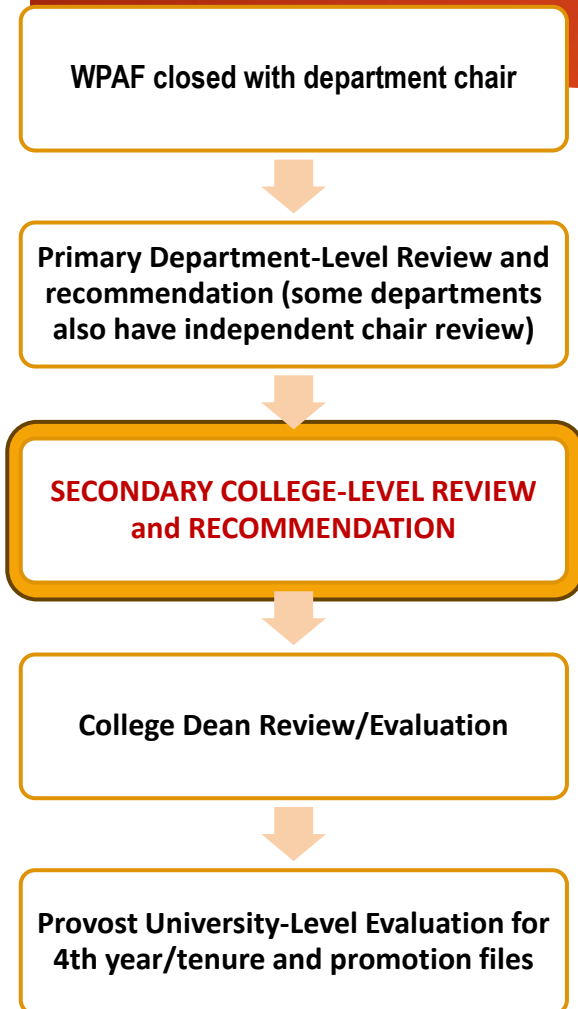 WPAF closed with department chair
Primary Department-Level Review and
recommendation (some departments
also have independent chair review)
SECONDARY COLLEGE-LEVEL REVIEW
and RECOMMENDATION
College Dean Review/Evaluation
Provost University-Level Evaluation for
4th year/tenure and promotion files